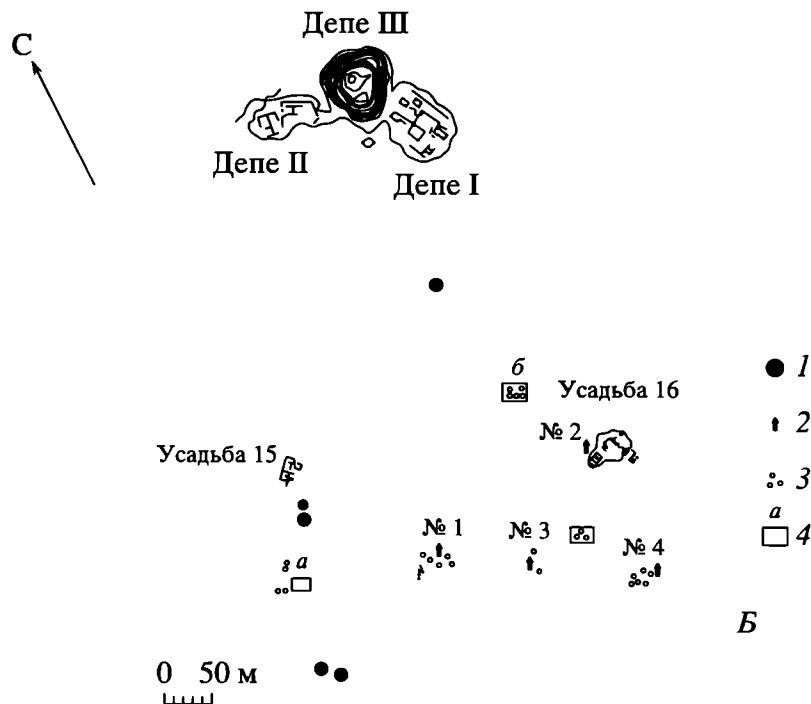 Депе III
С
Депе II
Депе I
б
Усадьба 16
1
№ 2
2
Усадьба 15
3
а
№ 1
№ 3
4
№ 4
а
Б
0 50 м